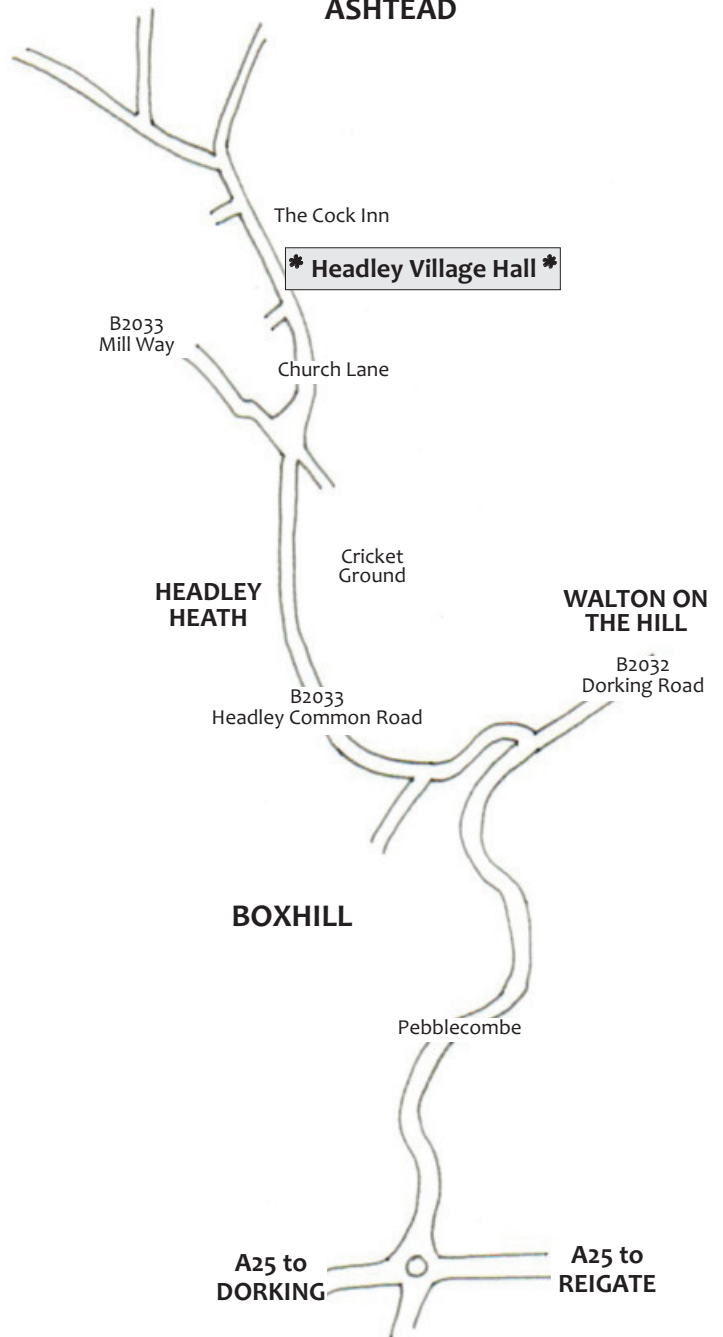 ASHTEAD
The Cock Inn
* Headley Village Hall *
B2033
Mill Way
Church Lane
Cricket
Ground
HEADLEY
HEATH
WALTON ON
THE HILL
B2032
Dorking Road
B2033
Headley Common Road
BOXHILL
Pebblecombe
A25 to
DORKING
A25 to
REIGATE